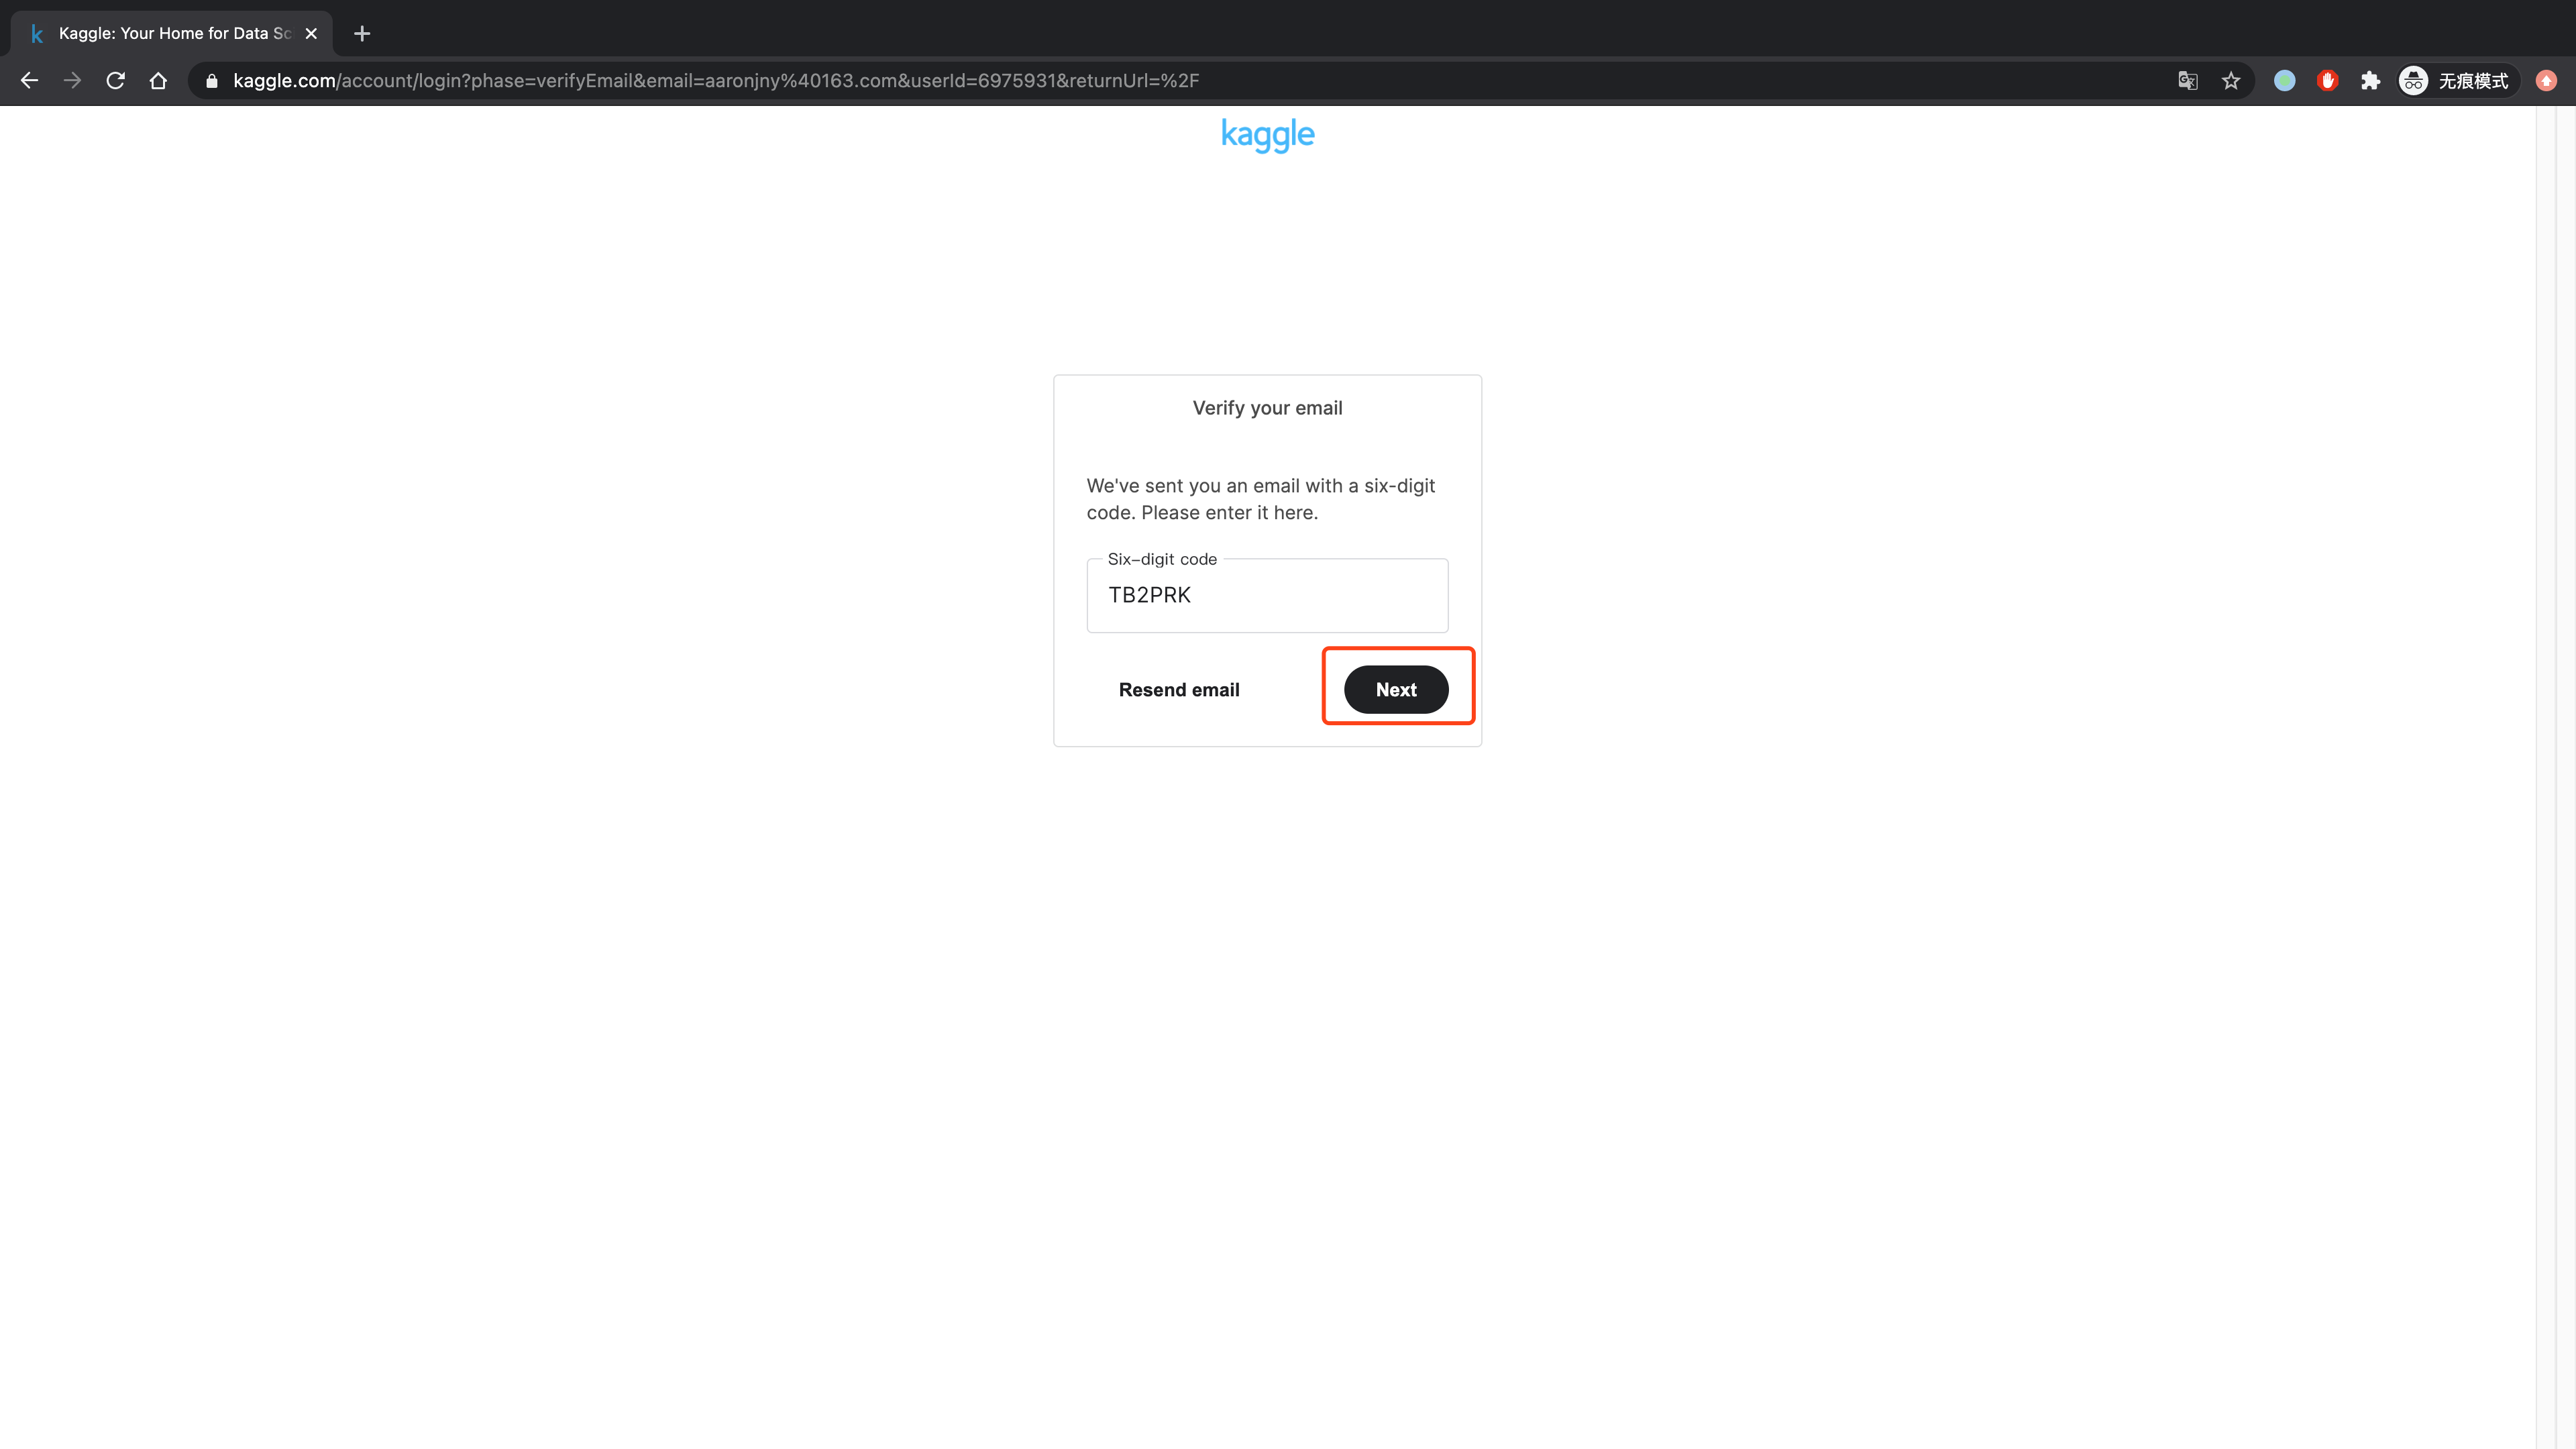 Kaggle: Your Home for Data Sc
kaggle.com/account/login?phase=verifyEmail&email=aaronjny%40163.com&userId=6975931&returnUrl=%2F
无痕模式
kaggle
Verify your email
We've sent you an email with a six-digit
code. Please enter it here.
Six-digit code
TB2PRK
Resend email
Next